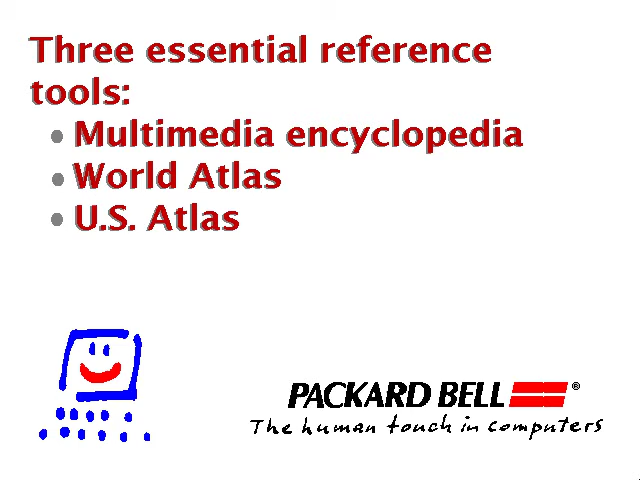 Three essential reference
tools:
• Multimedia encyclopedia
• World Atlas
• U.S. Atlas
PACKARD BELL ®
The human touch in computers